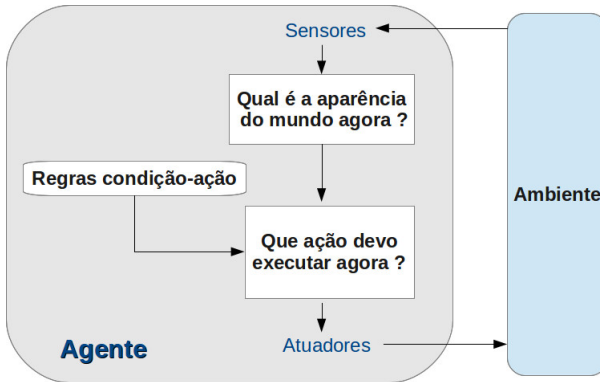 Sensores
Qual é a aparência
do mundo agora ?
Regras condição-ação
Ambiente
Que ação devo
executar agora ?
Agente
Atuadores